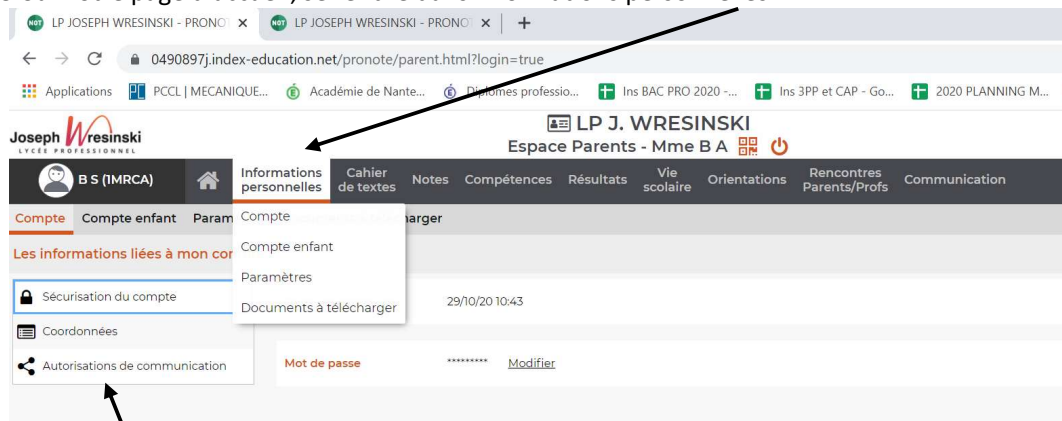 LP JOSEPH WRESINSKI - PRONO × LP JOSEPH WRESINSKI - PRONO × +
0490897j.index-education.net/pronote/parent.html?login=true
Applications PCCL | MECANIQUE... Académie de Nante... Diplômes professio... Ins BAC PRO 2020 -... Ins 3PP et CAP - Go... 2020 PLANNING M...
Joseph Wresinski
LYCÉE PROFESSIONNEL
LP J. WRESINSKI
Espace Parents - Mme B A
B S (1MRCA) Informations personnelles Cahier de textes Notes Compétences Résultats Vie scolaire Orientations Rencontres Parents/Profs Communication
Compte Compte enfant Param harger
Compte
Compte enfant
Paramètres
Documents à télécharger
Les informations liées à mon cor
Sécurisation du compte
29/10/20 10:43
Coordonnées
Autorisations de communication
Mot de passe ********* Modifier